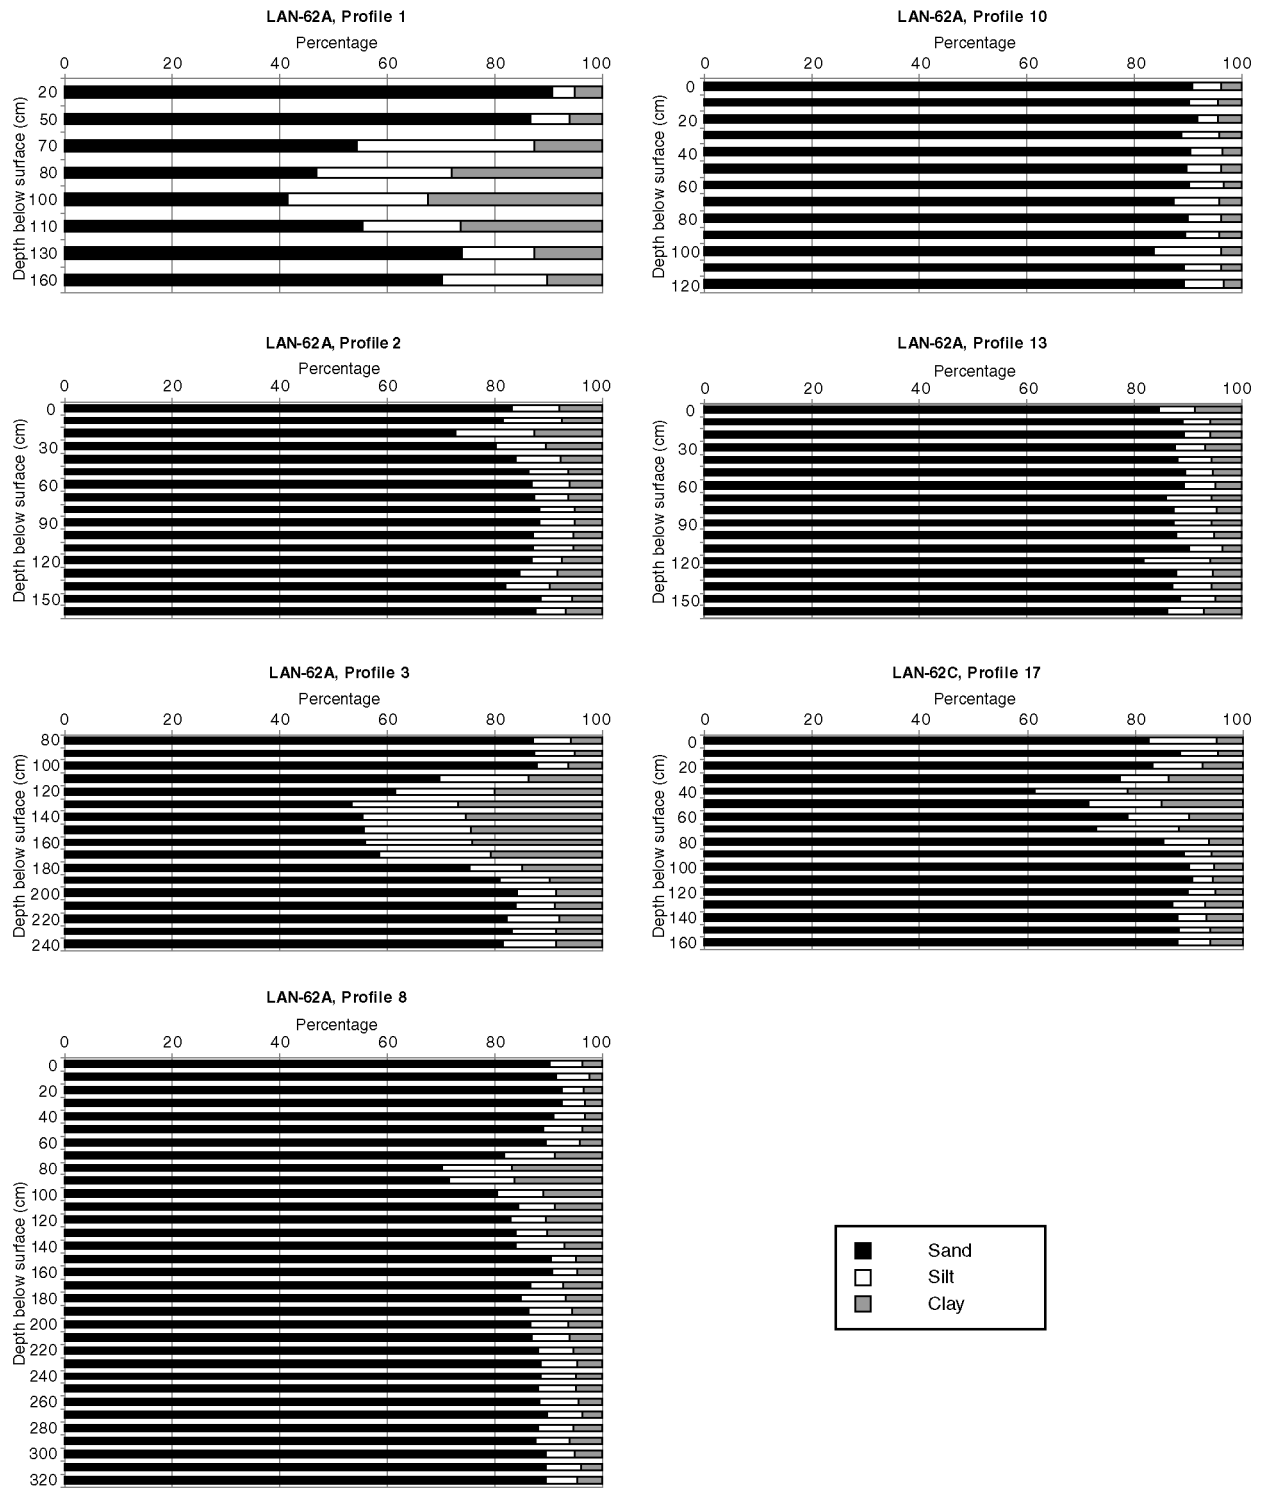 LAN-62A, Profile 1
Percentage
0 20 40 60 80 100
Depth below surface (cm)
20
50
70
80
100
110
130
160
LAN-62A, Profile 10
Percentage
0 20 40 60 80 100
Depth below surface (cm)
0
20
40
60
80
100
120
LAN-62A, Profile 2
Percentage
0 20 40 60 80 100
Depth below surface (cm)
0
30
60
90
120
150
LAN-62A, Profile 13
Percentage
0 20 40 60 80 100
Depth below surface (cm)
0
30
60
90
120
150
LAN-62A, Profile 3
Percentage
0 20 40 60 80 100
Depth below surface (cm)
80
100
120
140
160
180
200
220
240
LAN-62C, Profile 17
Percentage
0 20 40 60 80 100
Depth below surface (cm)
0
20
40
60
80
100
120
140
160
LAN-62A, Profile 8
Percentage
0 20 40 60 80 100
Depth below surface (cm)
0
20
40
60
80
100
120
140
160
180
200
220
240
260
280
300
320
Sand
Silt
Clay